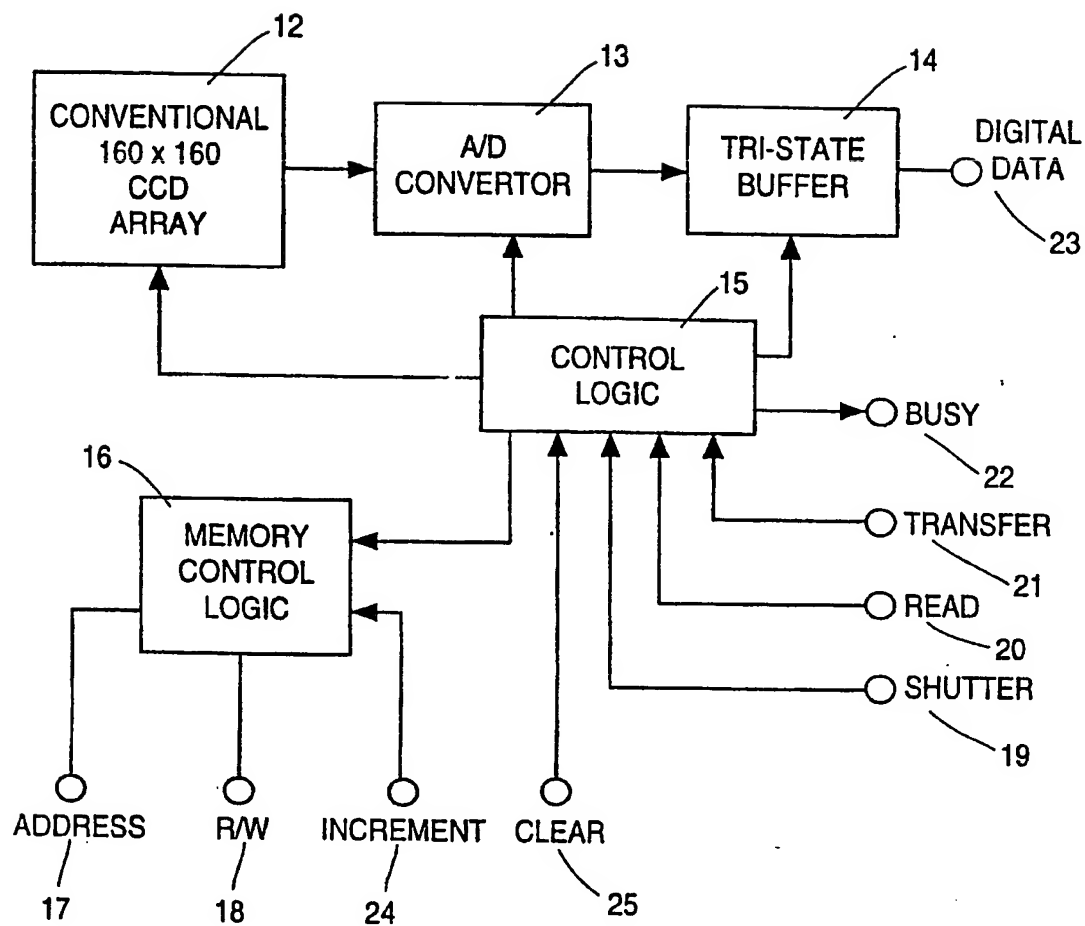 12
13
14
CONVENTIONAL
160 x 160
CCD
ARRAY
A/D
CONVERTOR
TRI-STATE
BUFFER
DIGITAL
DATA
23
15
CONTROL
LOGIC
BUSY
22
16
MEMORY
CONTROL
LOGIC
TRANSFER
21
READ
20
SHUTTER
19
ADDRESS
R/W
INCREMENT
CLEAR
17
18
24
25